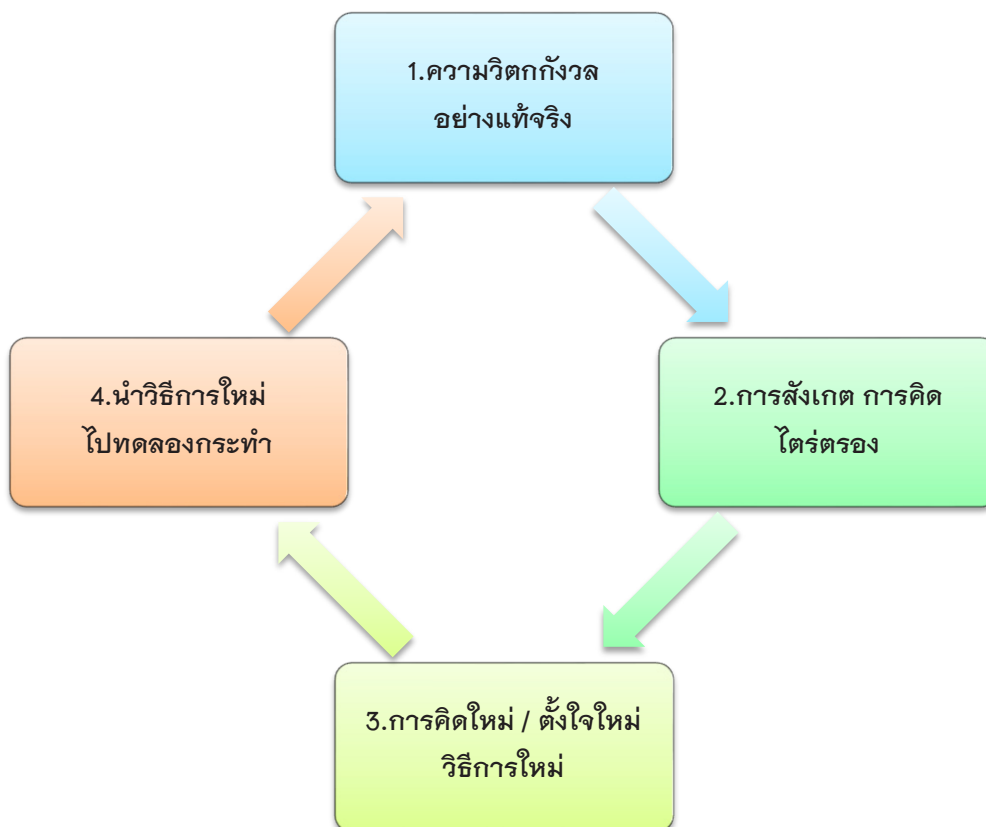 1.ความวิตกกังวล
อย่างแท้จริง
2.การสังเกต การคิด
ไตร่ตรอง
3.การคิดใหม่ / ตั้งใจใหม่
วิธีการใหม่
4.นำวิธีการใหม่
ไปทดลองกระทำ